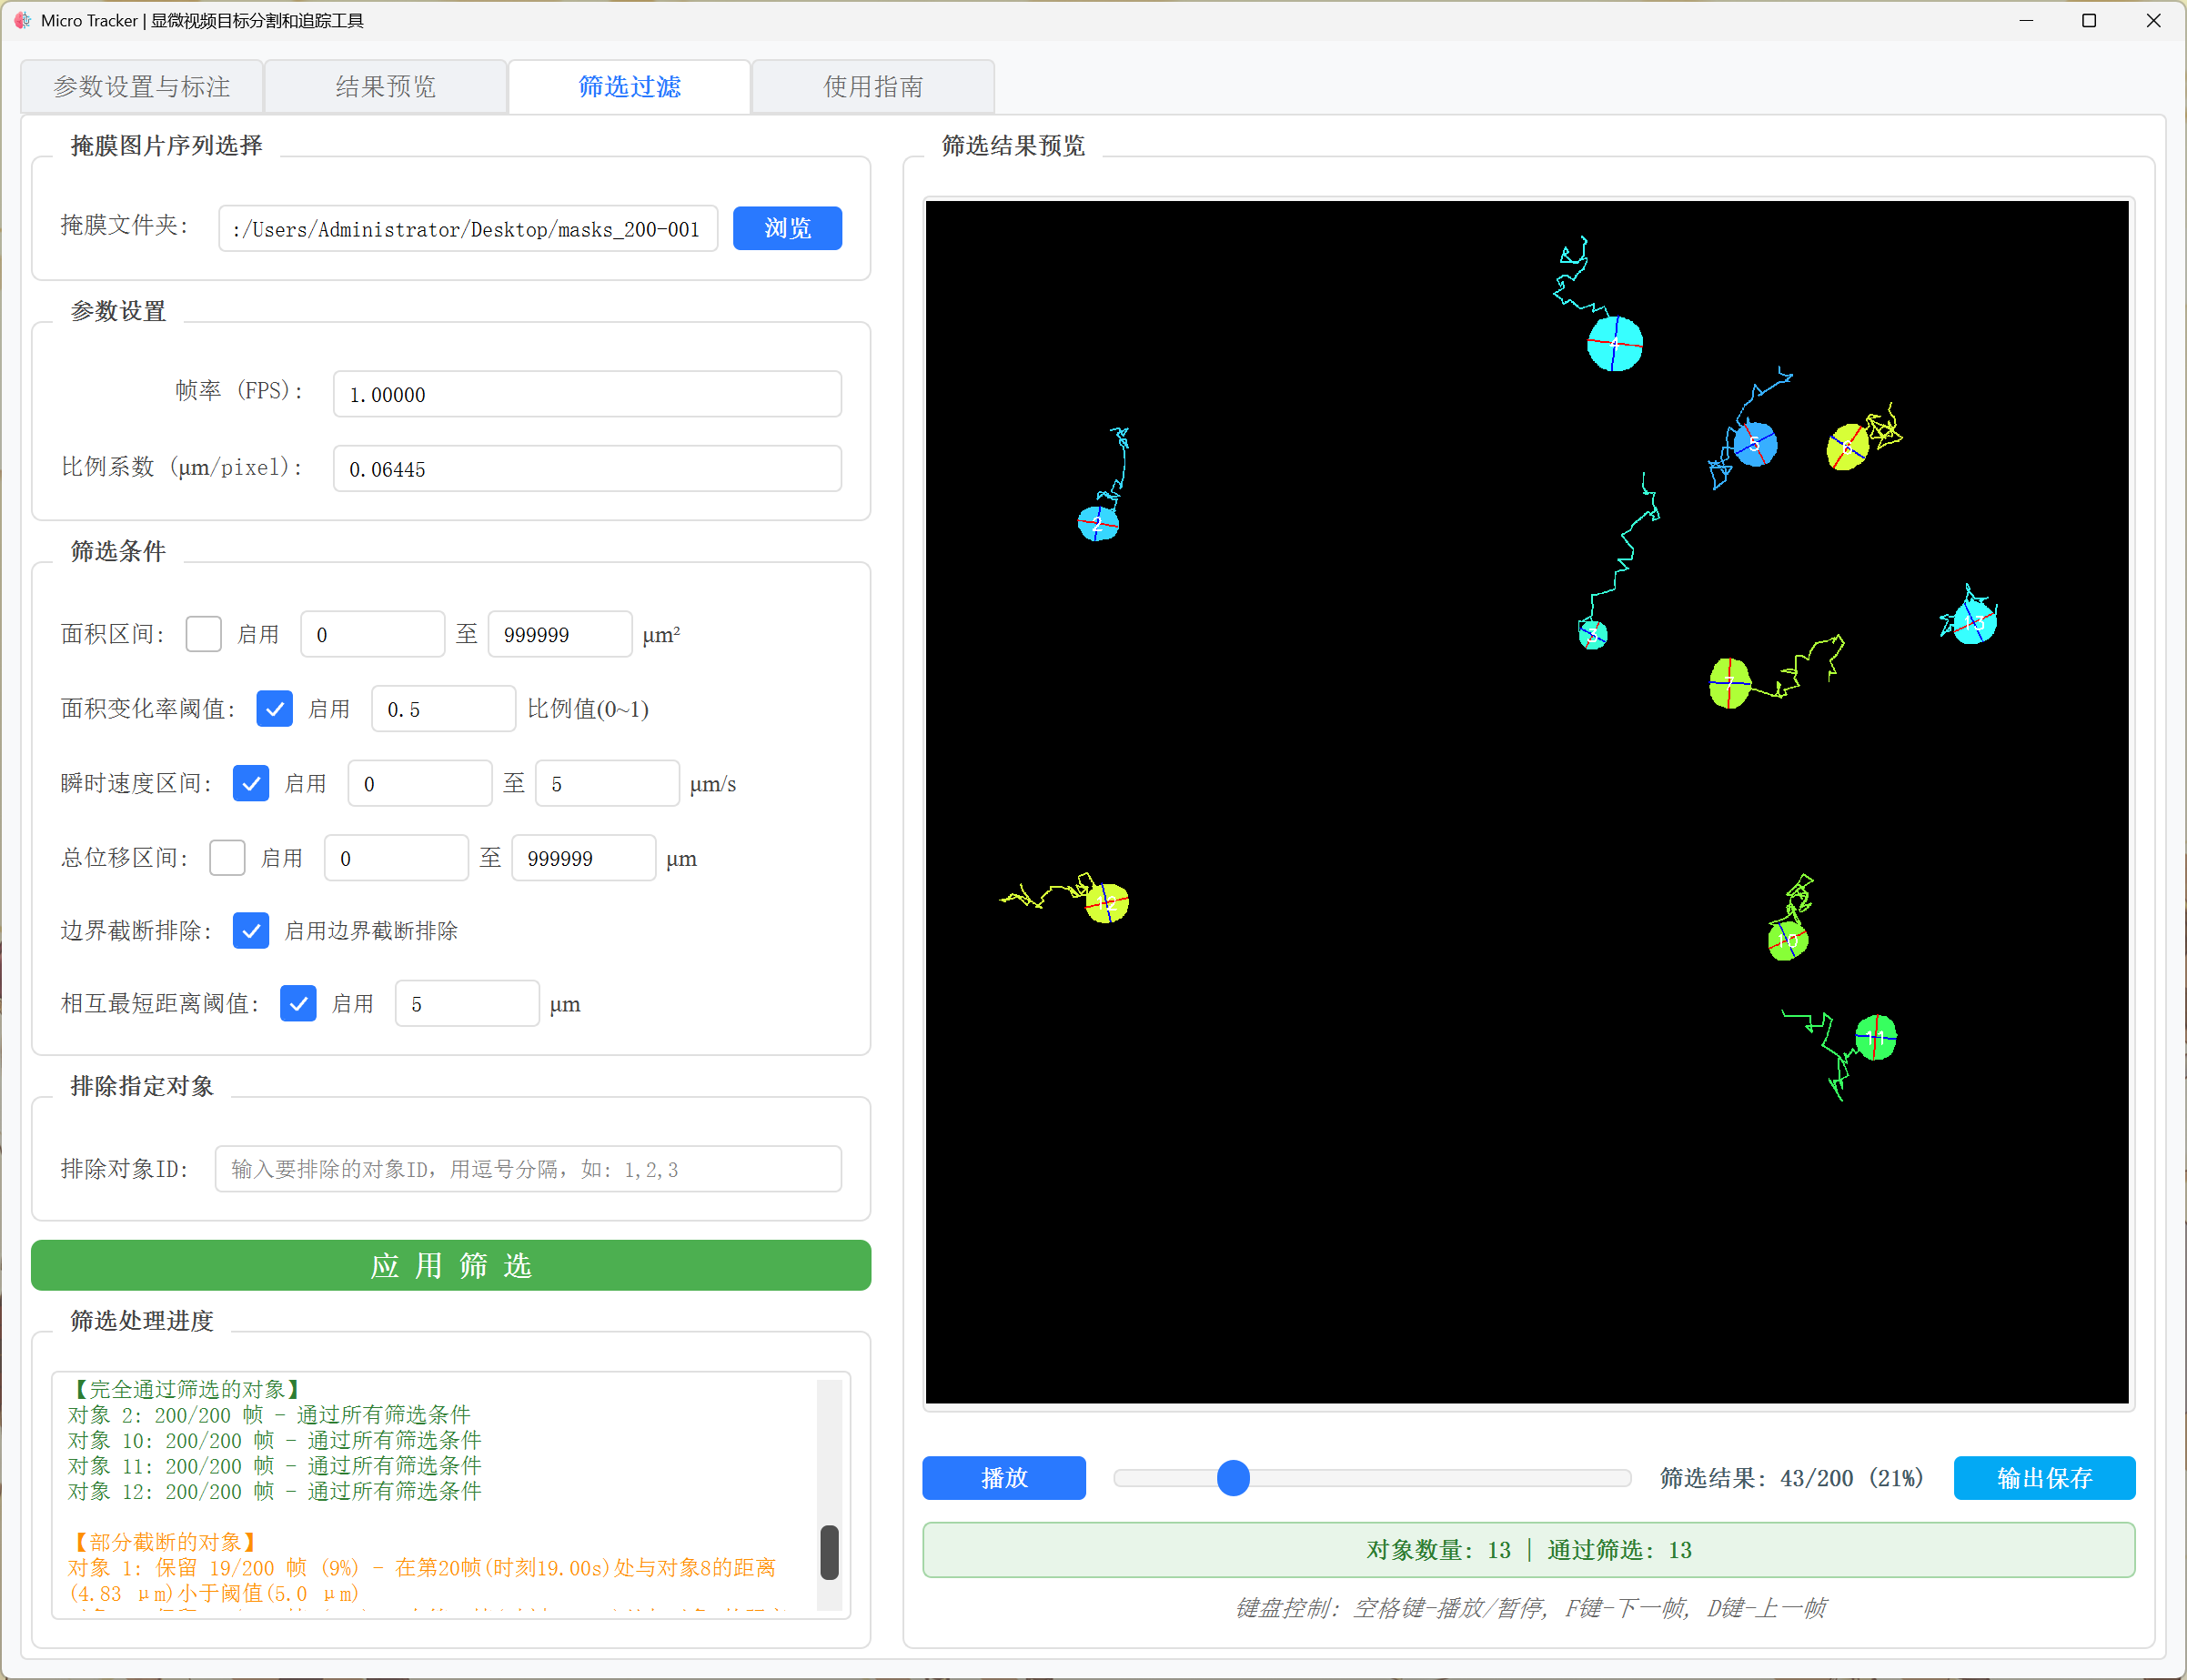 Micro Tracker | 显微视频目标分割和追踪工具
参数设置与标注
结果预览
筛选过滤
使用指南
掩膜图片序列选择
掩膜文件夹:
:/Users/Administrator/Desktop/masks_200-001
浏览
参数设置
帧率 (FPS):
1.00000
比例系数 (μm/pixel):
0.06445
筛选条件
面积区间: 启用 0 至 999999 μm²
面积变化率阈值: 启用 0.5 比例值(0~1)
瞬时速度区间: 启用 0 至 5 μm/s
总位移区间: 启用 0 至 999999 μm
边界截断排除: 启用边界截断排除
相互最短距离阈值: 启用 5 μm
排除指定对象
排除对象ID:
输入要排除的对象ID, 用逗号分隔, 如: 1,2,3
应 用 筛 选
筛选处理进度
【完全通过筛选的对象】
对象 2: 200/200 帧 - 通过所有筛选条件
对象 10: 200/200 帧 - 通过所有筛选条件
对象 11: 200/200 帧 - 通过所有筛选条件
对象 12: 200/200 帧 - 通过所有筛选条件
【部分截断的对象】
对象 1: 保留 19/200 帧 (9%) - 在第20帧(时刻19.00s)处与对象8的距离
(4.83 μm)小于阈值(5.0 μm)
筛选结果预览
4
5
6
2
3
13
7
12
10
11
播放
筛选结果: 43/200 (21%)
输出保存
对象数量: 13 | 通过筛选: 13
键盘控制: 空格键-播放/暂停, F键-下一帧, D键-上一帧